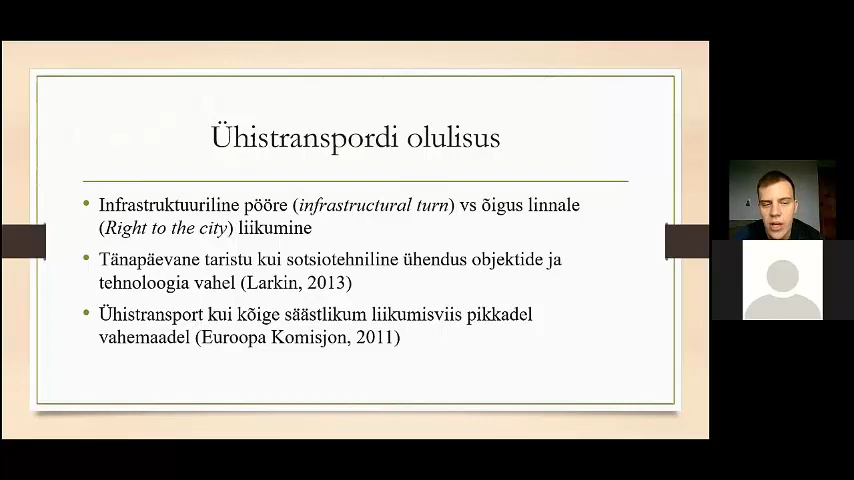 Ühistranspordi olulisus
• Infrastruktuuriline pööre (infrastructural turn) vs õigus linnale
(Right to the city) liikumine
• Tänapäevane taristu kui sotsiotehniline ühendus objektide ja
tehnoloogia vahel (Larkin, 2013)
• Ühistransport kui kõige säästlikum liikumisviis pikkadel
vahemaadel (Euroopa Komisjon, 2011)